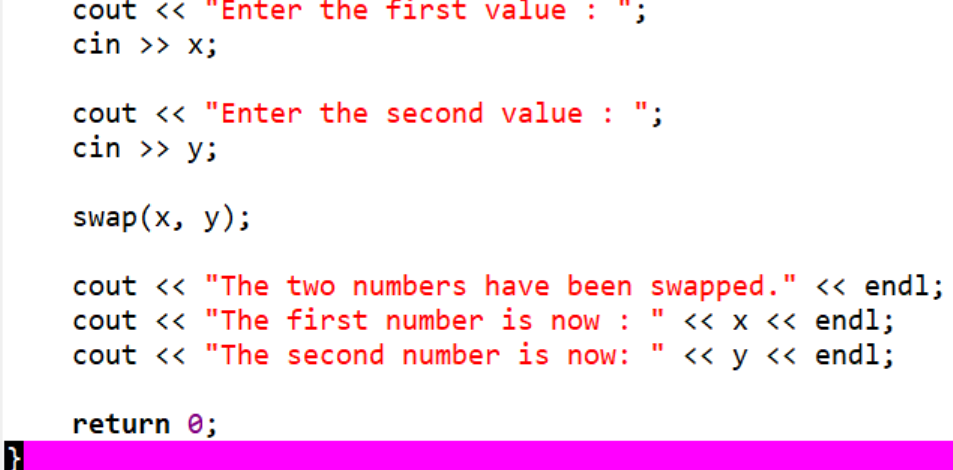 cout << "Enter the first value : ";
cin >> x;
cout << "Enter the second value : ";
cin >> y;
swap(x, y);
cout << "The two numbers have been swapped." << endl;
cout << "The first number is now : " << x << endl;
cout << "The second number is now: " << y << endl;
return 0;
}